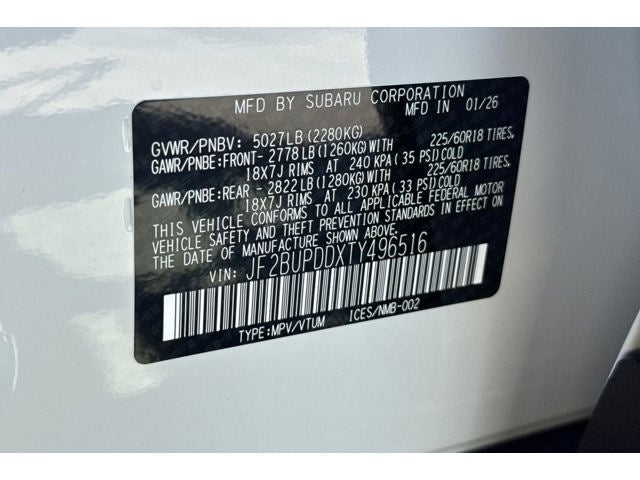 MFD BY SUBARU CORPORATION
MFD IN 01/26
GVWR/PNBV: 5027LB (2280KG)
GAWR/PNBE:FRONT- 2778LB(1260KG)WITH 225/60R18 TIRES,
18X7J RIMS AT 240 KPA(35 PSI)COLD
GAWR/PNBE:REAR - 2822LB(1280KG)WITH 225/60R18 TIRES,
18X7J RIMS AT 230 KPA(33 PSI)COLD
THIS VEHICLE CONFORMS TO ALL APPLICABLE FEDERAL MOTOR
VEHICLE SAFETY AND THEFT PREVENTION STANDARDS IN EFFECT ON
THE DATE OF MANUFACTURE SHOWN ABOVE.
VIN: JF2BUPDDXTY496516
TYPE:MPV/VTUM ICES/NMB-002